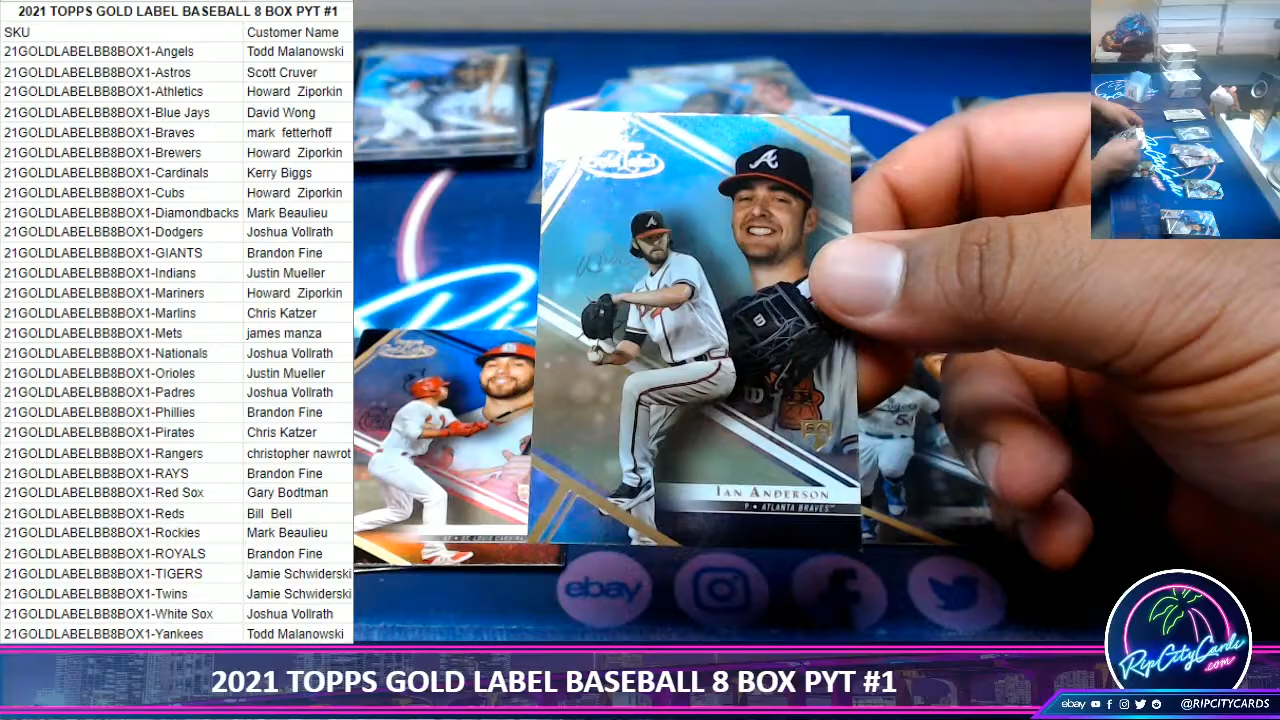 2021 TOPPS GOLD LABEL BASEBALL 8 BOX PYT #1
SKU Customer Name
21GOLDLABELBB8BOX1-Angels Todd Malanowski
21GOLDLABELBB8BOX1-Astros Scott Cruver
21GOLDLABELBB8BOX1-Athletics Howard Ziporkin
21GOLDLABELBB8BOX1-Blue Jays David Wong
21GOLDLABELBB8BOX1-Braves mark fetterhoff
21GOLDLABELBB8BOX1-Brewers Howard Ziporkin
21GOLDLABELBB8BOX1-Cardinals Kerry Biggs
21GOLDLABELBB8BOX1-Cubs Howard Ziporkin
21GOLDLABELBB8BOX1-Diamondbacks Mark Beaulieu
21GOLDLABELBB8BOX1-Dodgers Joshua Vollrath
21GOLDLABELBB8BOX1-GIANTS Brandon Fine
21GOLDLABELBB8BOX1-Indians Justin Mueller
21GOLDLABELBB8BOX1-Mariners Howard Ziporkin
21GOLDLABELBB8BOX1-Marlins Chris Katzer
21GOLDLABELBB8BOX1-Mets james manza
21GOLDLABELBB8BOX1-Nationals Joshua Vollrath
21GOLDLABELBB8BOX1-Orioles Justin Mueller
21GOLDLABELBB8BOX1-Padres Joshua Vollrath
21GOLDLABELBB8BOX1-Phillies Brandon Fine
21GOLDLABELBB8BOX1-Pirates Chris Katzer
21GOLDLABELBB8BOX1-Rangers christopher nawrot
21GOLDLABELBB8BOX1-RAYS Brandon Fine
21GOLDLABELBB8BOX1-Red Sox Gary Bodtman
21GOLDLABELBB8BOX1-Reds Bill Bell
21GOLDLABELBB8BOX1-Rockies Mark Beaulieu
21GOLDLABELBB8BOX1-ROYALS Brandon Fine
21GOLDLABELBB8BOX1-TIGERS Jamie Schwiderski
21GOLDLABELBB8BOX1-Twins Jamie Schwiderski
21GOLDLABELBB8BOX1-White Sox Joshua Vollrath
21GOLDLABELBB8BOX1-Yankees Todd Malanowski
A
IAN ANDERSON
P • ATLANTA BRAVES™
RC
ebay
RipCityCards
.com
2021 TOPPS GOLD LABEL BASEBALL 8 BOX PYT #1
ebay @RIPCITYCARDS